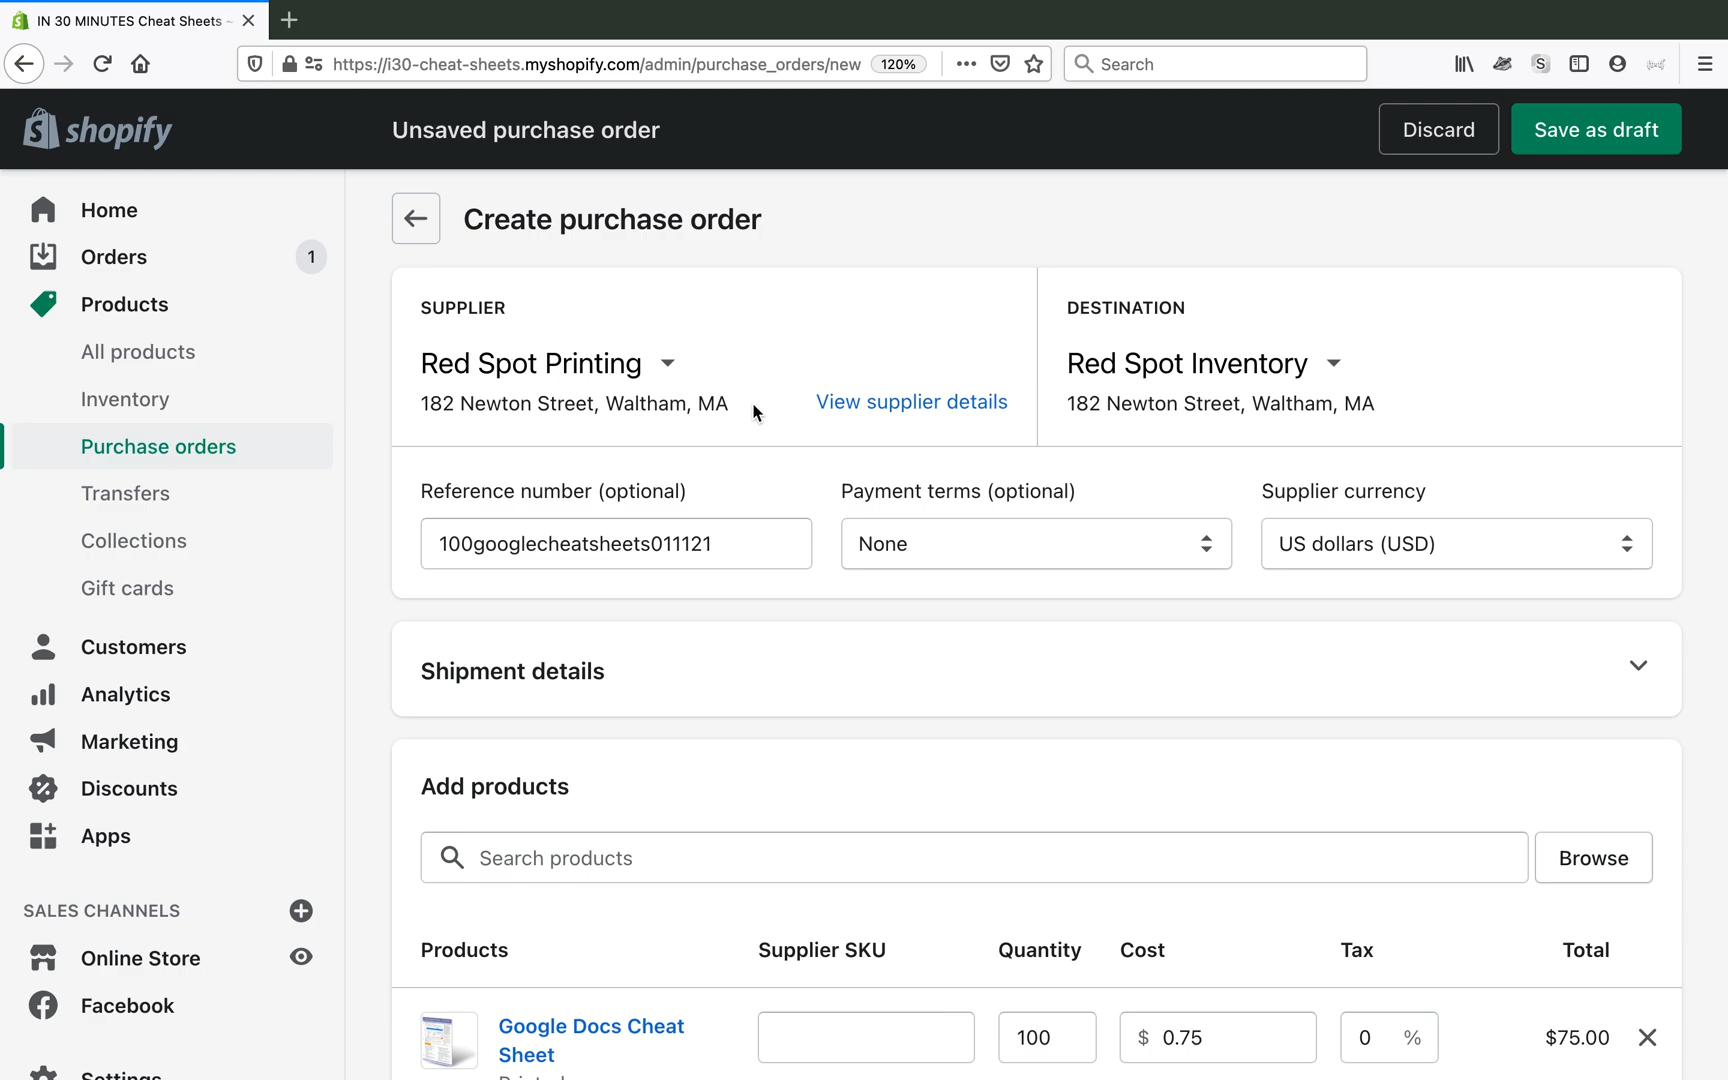 IN 30 MINUTES Cheat Sheets ~
https://i30-cheat-sheets.myshopify.com/admin/purchase_orders/new
120%
Search
S
shopify
Unsaved purchase order
Discard
Save as draft
Home
Orders
1
Products
All products
Inventory
Purchase orders
Transfers
Collections
Gift cards
Customers
Analytics
Marketing
Discounts
Apps
SALES CHANNELS
Online Store
Facebook
Settings
Create purchase order
SUPPLIER
Red Spot Printing
182 Newton Street, Waltham, MA
View supplier details
DESTINATION
Red Spot Inventory
182 Newton Street, Waltham, MA
Reference number (optional)
100googlecheatsheets011121
Payment terms (optional)
None
Supplier currency
US dollars (USD)
Shipment details
Add products
Search products
Browse
Products
Supplier SKU
Quantity
Cost
Tax
Total
Google Docs Cheat
Sheet
100
$ 0.75
0 %
$75.00